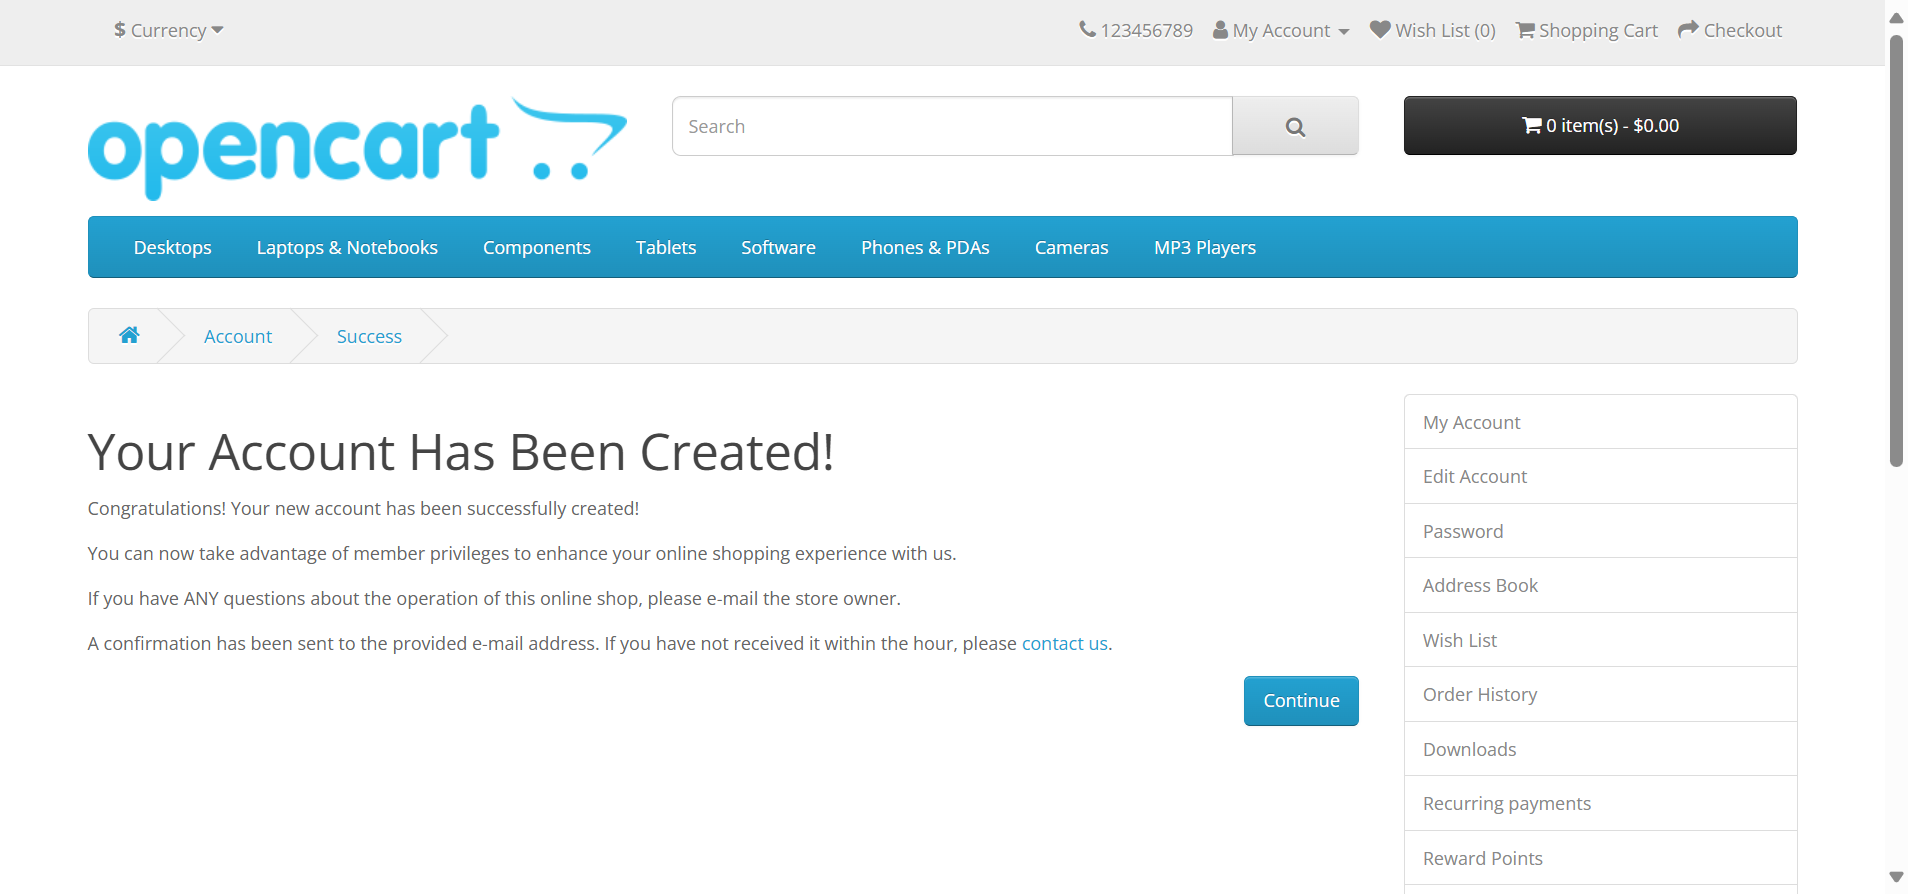 $ Currency
123456789 My Account Wish List (0) Shopping Cart Checkout
opencart
Search
0 item(s) - $0.00
Desktops Laptops & Notebooks Components Tablets Software Phones & PDAs Cameras MP3 Players
Account Success
Your Account Has Been Created!
Congratulations! Your new account has been successfully created!
You can now take advantage of member privileges to enhance your online shopping experience with us.
If you have ANY questions about the operation of this online shop, please e-mail the store owner.
A confirmation has been sent to the provided e-mail address. If you have not received it within the hour, please contact us.
Continue
My Account
Edit Account
Password
Address Book
Wish List
Order History
Downloads
Recurring payments
Reward Points